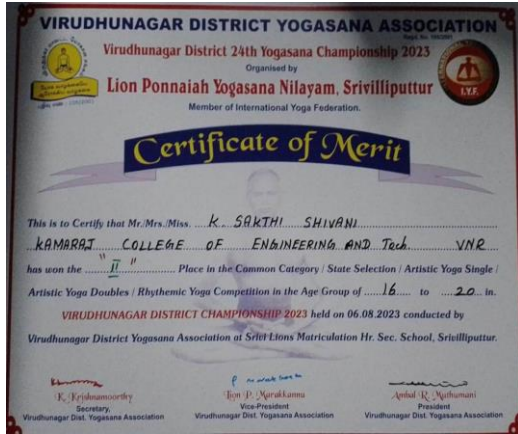 VIRUDHUNAGAR DISTRICT YOGASANA ASSOCIATION
Virudhunagar District 24th Yogasana Championship 2023
Organised by
Lion Ponnaiah Yogasana Nilayam, Srivilliputtur
Member of International Yoga Federation.
I.Y.F.
Certificate of Merit
This is to Certify that Mr./Mrs./Miss. K. SAKTHI SHIVANI
KAMARAJ COLLEGE OF ENGINEERING AND Tech. VNR
has won the "II" Place in the Common Category / State Selection / Artistic Yoga Single /
Artistic Yoga Doubles / Rhythemic Yoga Competition in the Age Group of 16 to 20 in.
VIRUDHUNAGAR DISTRICT CHAMPIONSHIP 2023 held on 06.08.2023 conducted by
Virudhunagar District Yogasana Association at Srivi Lions Matriculation Hr. Sec. School, Srivilliputtur.
K. Krishnamoorthy
Secretary,
Virudhunagar Dist. Yogasana Association
Lion P. Marakkanna
Vice-President
Virudhunagar Dist. Yogasana Association
Ambal R. Muthumani
President
Virudhunagar Dist. Yogasana Association